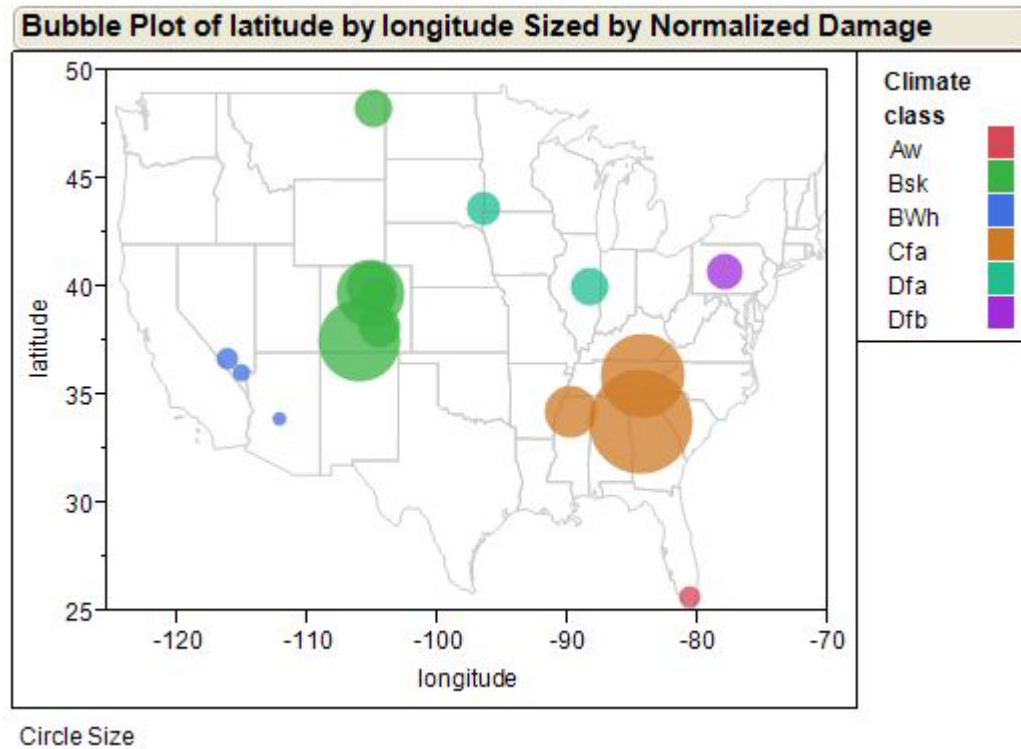 Bubble Plot of latitude by longitude Sized by Normalized Damage
Climate
class
Aw
Bsk
BWh
Cfa
Dfa
Dfb
50
45
40
35
30
25
latitude
-120
-110
-100
-90
-80
-70
longitude
Circle Size